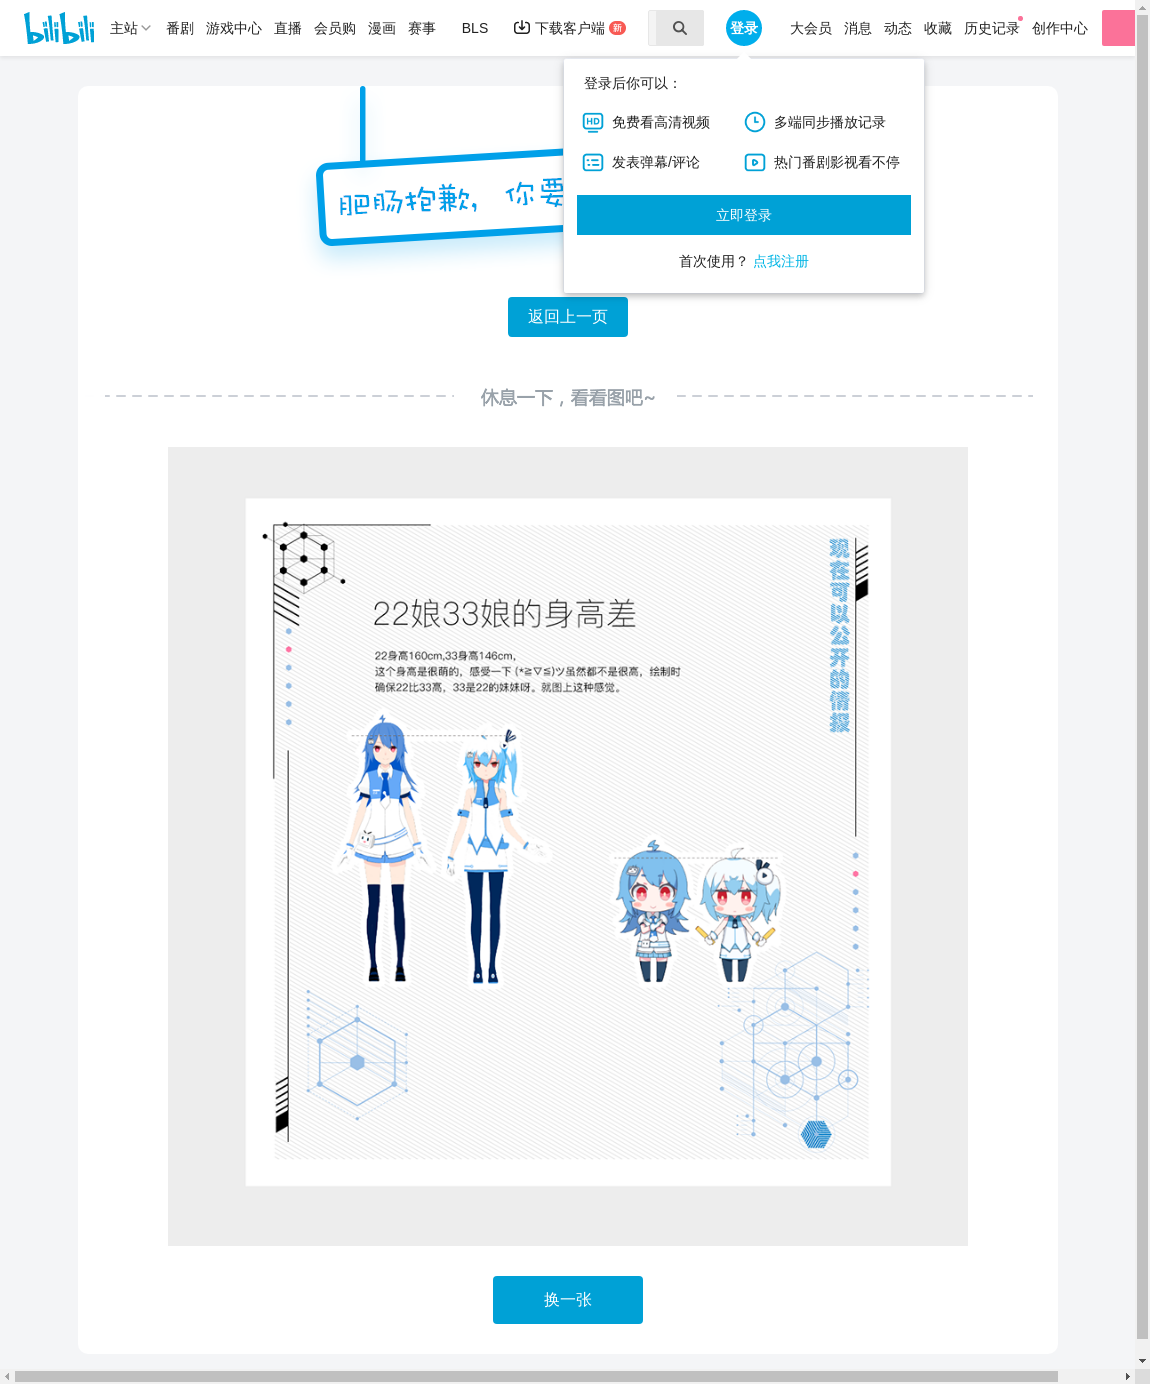 bilibili 主站 番剧 游戏中心 直播 会员购 漫画 赛事 BLS 下载客户端 新 登录 大会员 消息 动态 收藏 历史记录 创作中心
登录后你可以：
HD 免费看高清视频 多端同步播放记录
发表弹幕/评论 热门番剧影视看不停
立即登录
首次使用？ 点我注册
肥肠抱歉，你要
返回上一页
休息一下，看看图吧~
现在可以公开的情报
22娘33娘的身高差
22身高160cm,33身高146cm，
这个身高是很萌的，感受一下 (*≧▽≦)ツ虽然都不是很高，绘制时
确保22比33高，33是22的妹妹呀。就图上这种感觉。
换一张